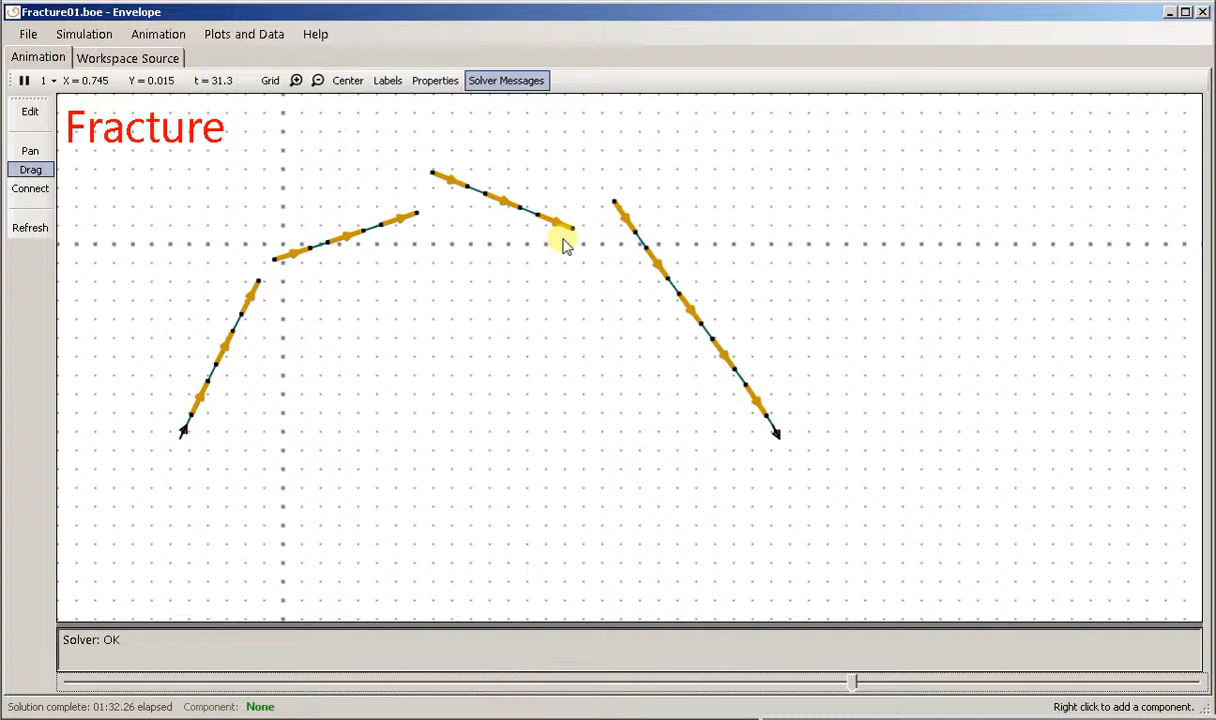 Fracture01.boe - Envelope
File Simulation Animation Plots and Data Help
Animation Workspace Source
1 X = 0.745 Y = 0.015 t = 31.3 Grid Center Labels Properties Solver Messages
Edit
Fracture
Pan
Drag
Connect
Refresh
Solver: OK
Solution complete: 01:32.26 elapsed Component: None Right click to add a component.